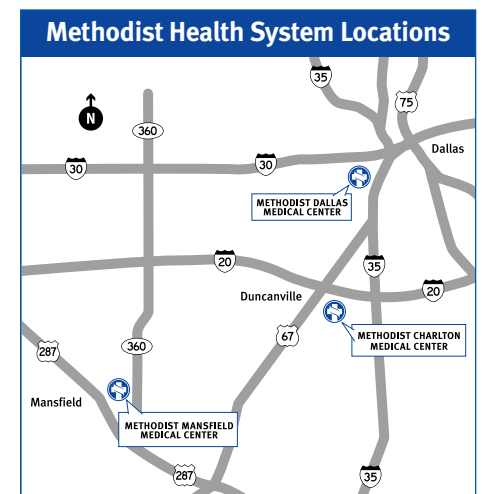 Methodist Health System Locations
35
75
N
360
Dallas
30
30
METHODIST DALLAS
MEDICAL CENTER
20
35
Duncanville
20
67
METHODIST CHARLTON
MEDICAL CENTER
287
360
Mansfield
METHODIST MANSFIELD
MEDICAL CENTER
287
35